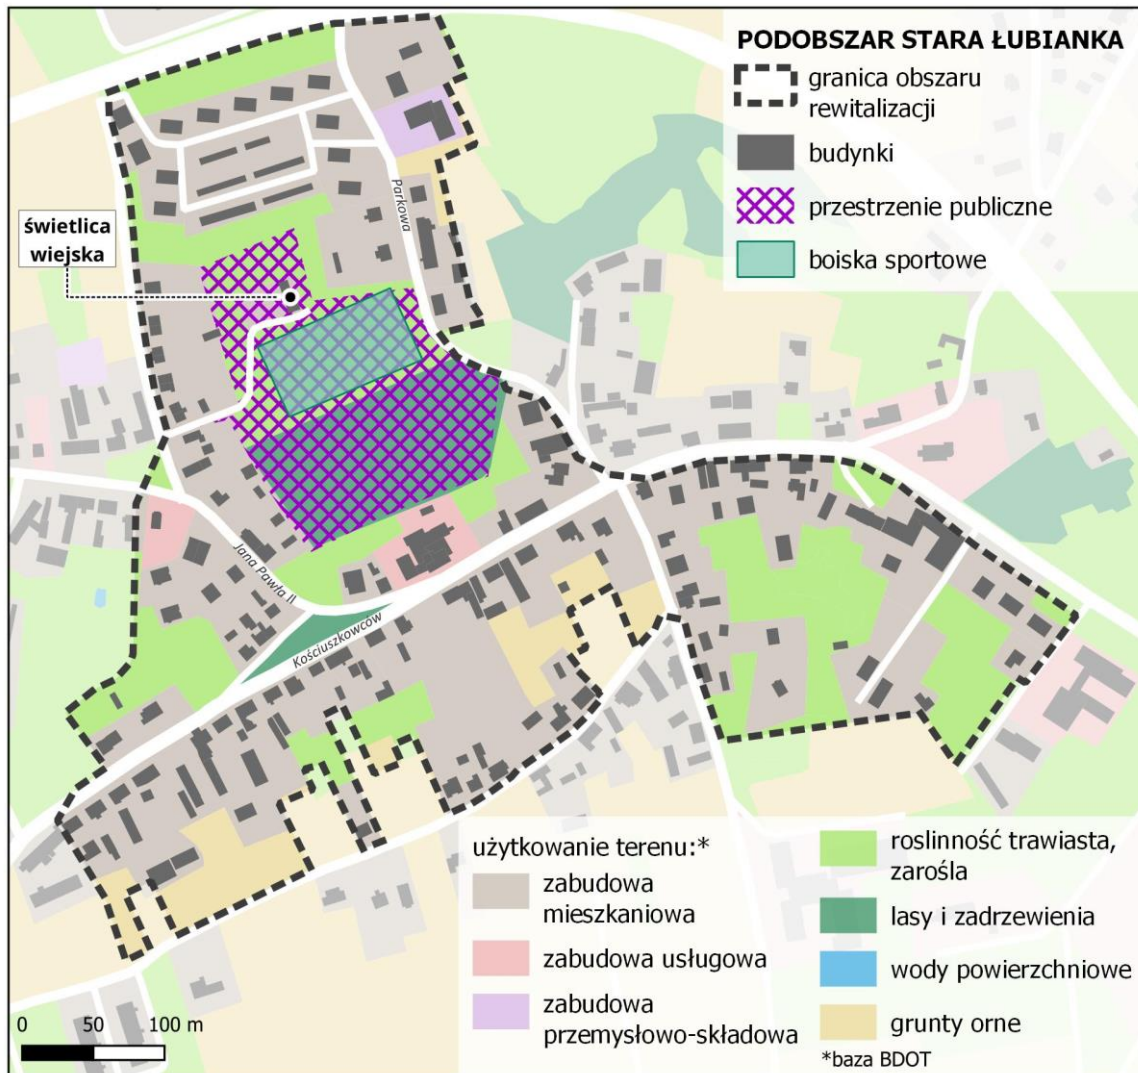 PODOBSZAR STARA ŁUBIANKA
granica obszaru
rewitalizacji
budynki
przestrzenie publiczne
boiska sportowe
świetlica
wiejska
Parkowa
Jana Pawła II
Kościuszkowców
użytkowanie terenu:*
zabudowa
mieszkaniowa
zabudowa usługowa
zabudowa
przemysłowo-składowa
roslinność trawiasta,
zarośla
lasy i zadrzewienia
wody powierzchniowe
grunty orne
*baza BDOT
0 50 100 m